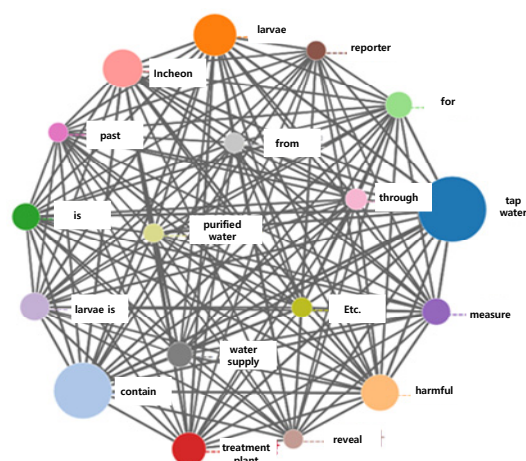 larvae
reporter
Incheon
for
past
from
through
tap
water
is
purified
water
larvae is
Etc.
measure
water
supply
contain
harmful
reveal
treatment
plant